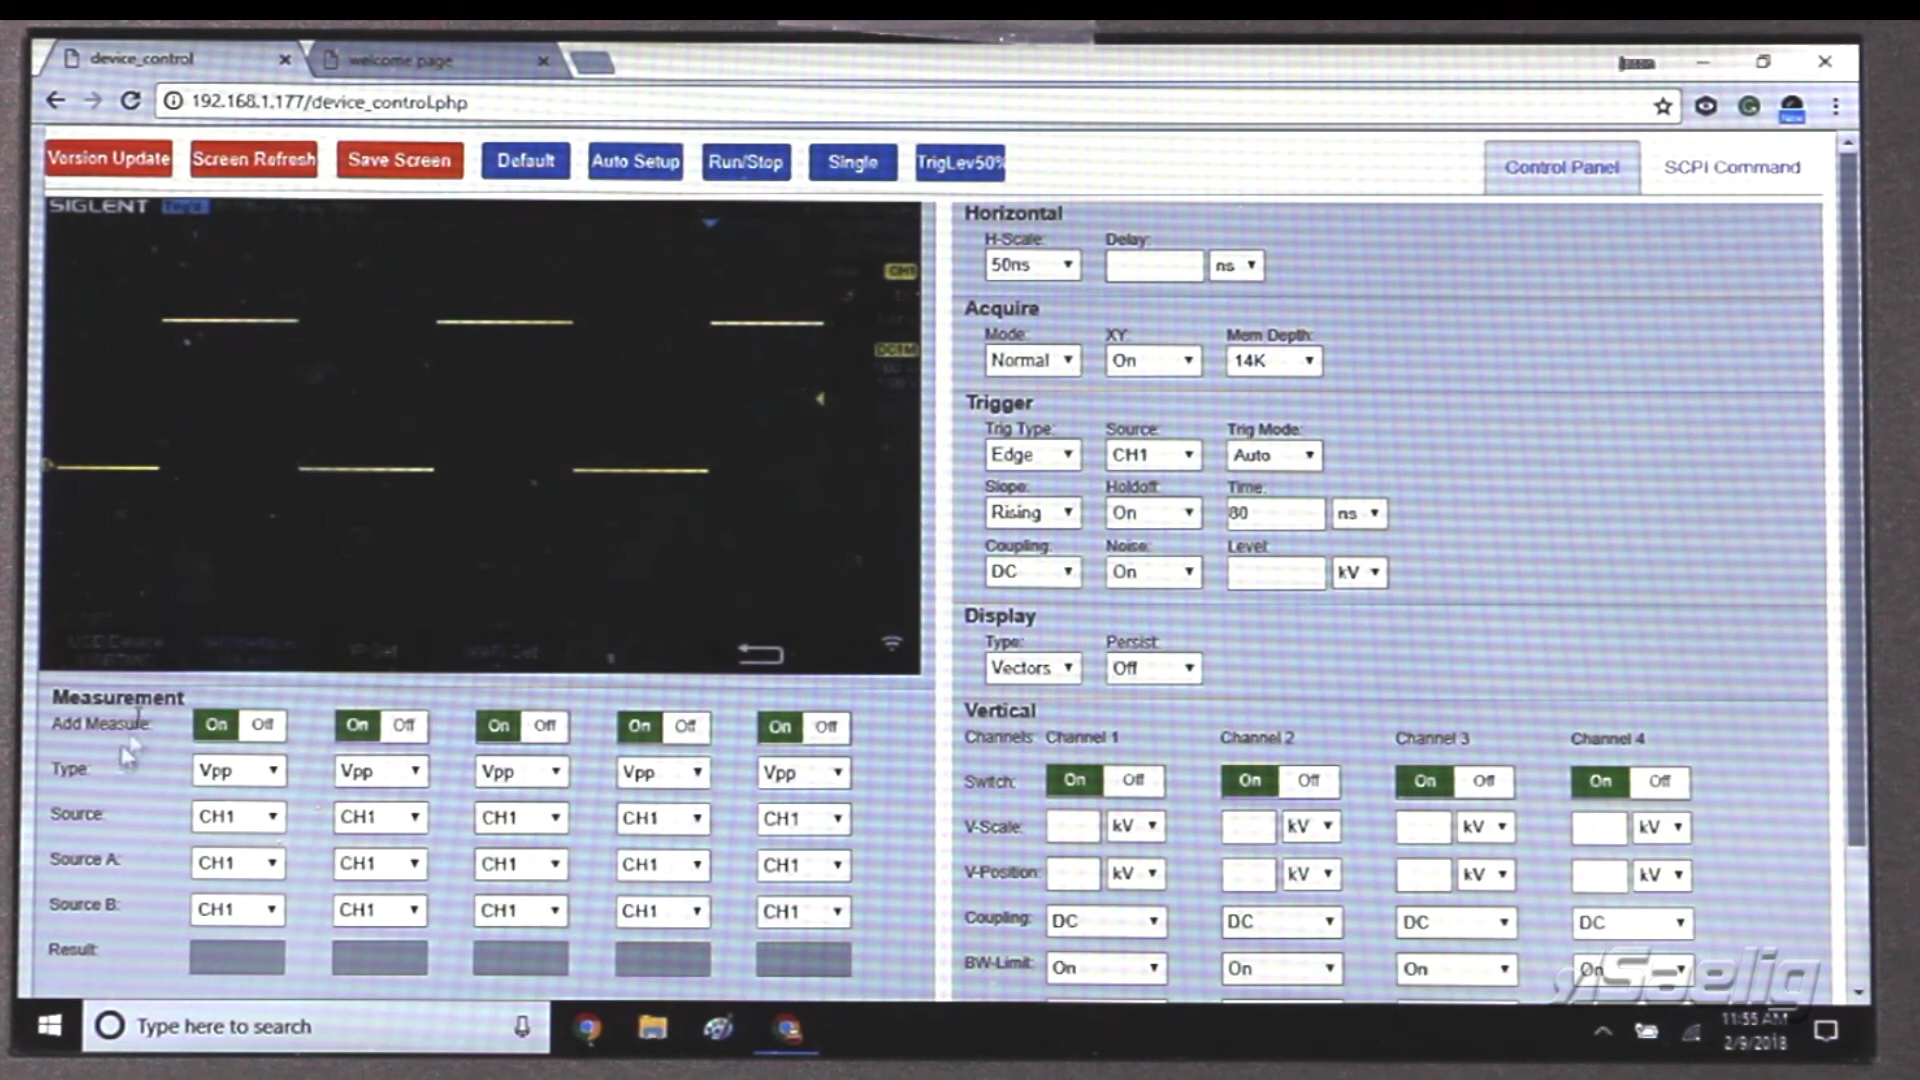 device_control
welcome page
192.168.1.177/device_control.php
Version Update Screen Refresh Save Screen Default Auto Setup Run/Stop Single TrigLev50%
Control Panel SCPI Command
SIGLENT Trig'd
CH1
DC1M
Horizontal
H-Scale: Delay:
50ns ns
Acquire
Mode: XY: Mem Depth:
Normal On 14K
Trigger
Trig Type: Source: Trig Mode:
Edge CH1 Auto
Slope: Holdoff: Time:
Rising On 80 ns
Coupling: Noise: Level:
DC On kV
Display
Type: Persist:
Vectors Off
Measurement
Add Measure: On Off On Off On Off On Off On Off
Type: Vpp Vpp Vpp Vpp Vpp
Source: CH1 CH1 CH1 CH1 CH1
Source A: CH1 CH1 CH1 CH1 CH1
Source B: CH1 CH1 CH1 CH1 CH1
Result:
Vertical
Channels: Channel 1 Channel 2 Channel 3 Channel 4
Switch: On Off On Off On Off On Off
V-Scale: kV kV kV kV
V-Position: kV kV kV kV
Coupling: DC DC DC DC
BW-Limit: On On On On
Saelig
Type here to search
11:55 AM
2/9/2018